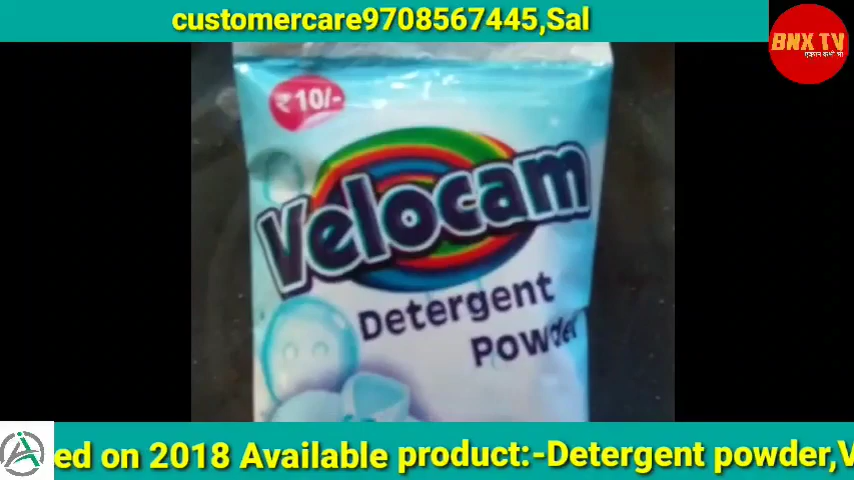 customercare9708567445,Sal
BNX TV
₹10/-
Velocam
Detergent
Powder
ed on 2018 Available product:-Detergent powder,V